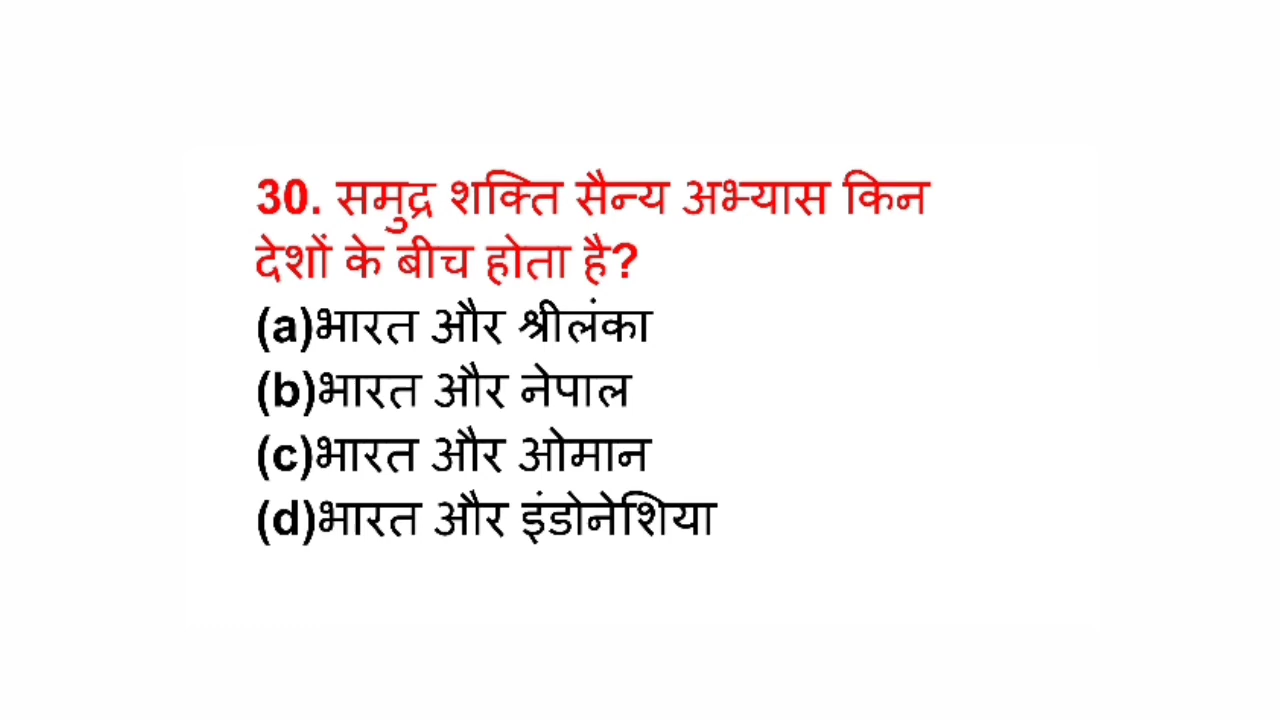 30. समुद्र शक्ति सैन्य अभ्यास किन
देशों के बीच होता है?
(a)भारत और श्रीलंका
(b)भारत और नेपाल
(c)भारत और ओमान
(d)भारत और इंडोनेशिया